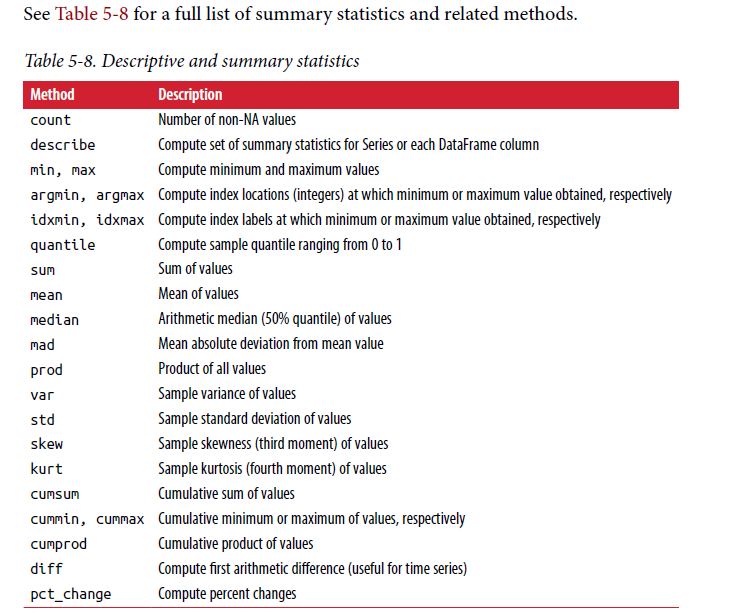 See Table 5-8 for a full list of summary statistics and related methods.
Table 5-8. Descriptive and summary statistics
Method Description
count Number of non-NA values
describe Compute set of summary statistics for Series or each DataFrame column
min, max Compute minimum and maximum values
argmin, argmax Compute index locations (integers) at which minimum or maximum value obtained, respectively
idxmin, idxmax Compute index labels at which minimum or maximum value obtained, respectively
quantile Compute sample quantile ranging from 0 to 1
sum Sum of values
mean Mean of values
median Arithmetic median (50% quantile) of values
mad Mean absolute deviation from mean value
prod Product of all values
var Sample variance of values
std Sample standard deviation of values
skew Sample skewness (third moment) of values
kurt Sample kurtosis (fourth moment) of values
cumsum Cumulative sum of values
cummin, cummax Cumulative minimum or maximum of values, respectively
cumprod Cumulative product of values
diff Compute first arithmetic difference (useful for time series)
pct_change Compute percent changes